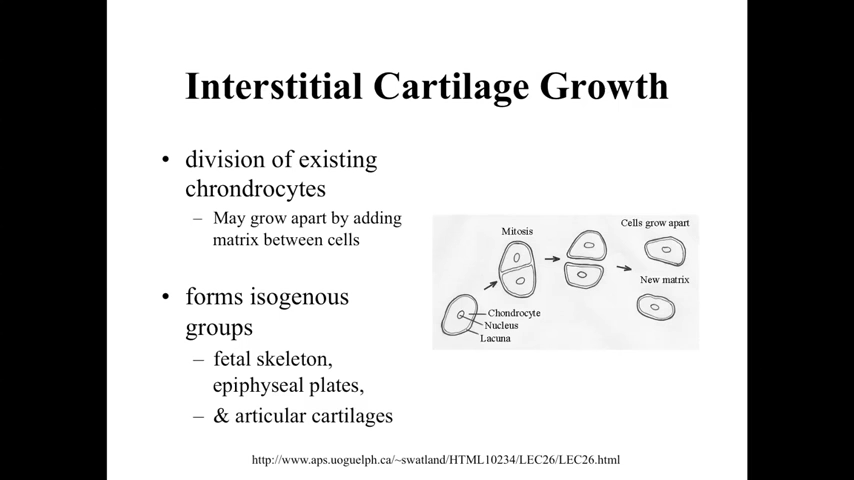 Interstitial Cartilage Growth
• division of existing
chrondrocytes
– May grow apart by adding
matrix between cells
• forms isogenous
groups
– fetal skeleton,
epiphyseal plates,
– & articular cartilages
Mitosis
Cells grow apart
New matrix
Chondrocyte
Nucleus
Lacuna
http://www.aps.uoguelph.ca/~swatland/HTML10234/LEC26/LEC26.html